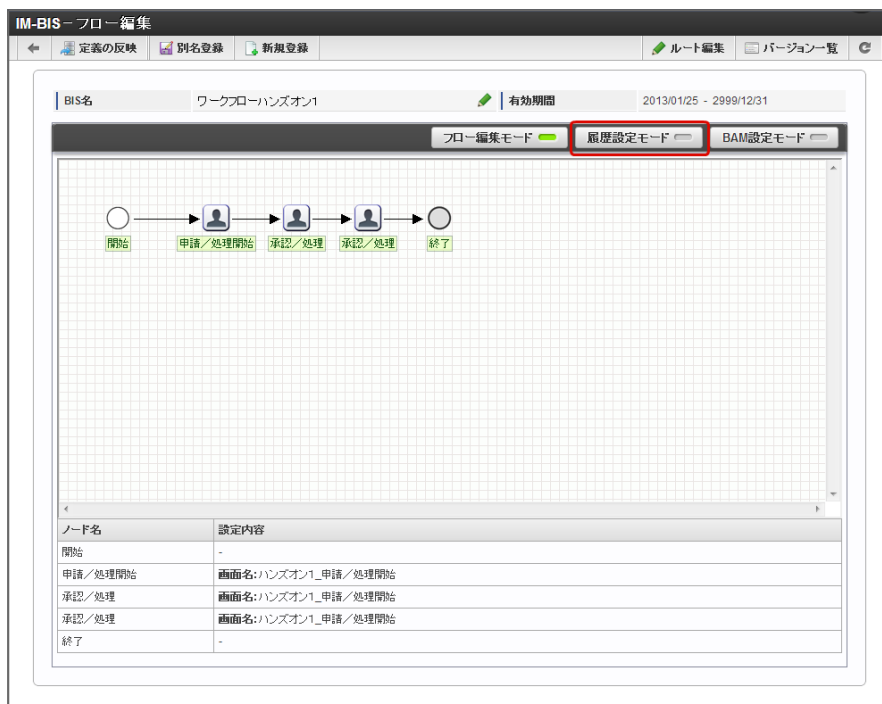 IM-BIS－フロー編集
定義の反映 別名登録 新規登録 ルート編集 バージョン一覧
BIS名 ワークフローハンズオン1 有効期間 2013/01/25 - 2999/12/31
フロー編集モード 履歴設定モード BAM設定モード
開始 申請／処理開始 承認／処理 承認／処理 終了
ノード名 設定内容
開始 -
申請／処理開始 画面名:ハンズオン1_申請／処理開始
承認／処理 画面名:ハンズオン1_申請／処理開始
承認／処理 画面名:ハンズオン1_申請／処理開始
終了 -